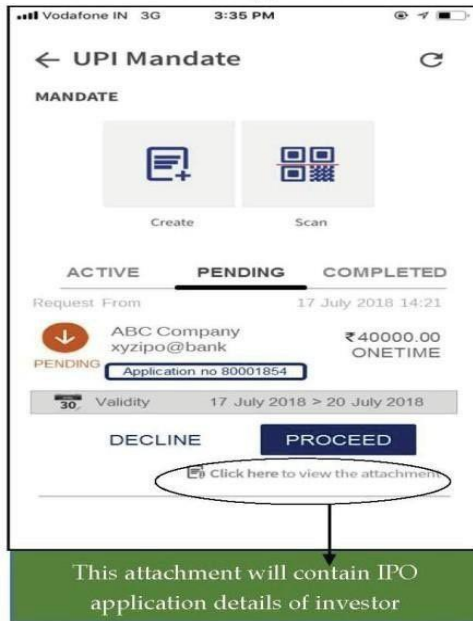 Vodafone IN 3G 3:35 PM
← UPI Mandate
MANDATE
Create Scan
ACTIVE PENDING COMPLETED
Request From 17 July 2018 14:21
ABC Company ₹40000.00
xyzipo@bank ONETIME
PENDING
Application no 80001854
30 Validity 17 July 2018 > 20 July 2018
DECLINE PROCEED
Click here to view the attachment
This attachment will contain IPO
application details of investor